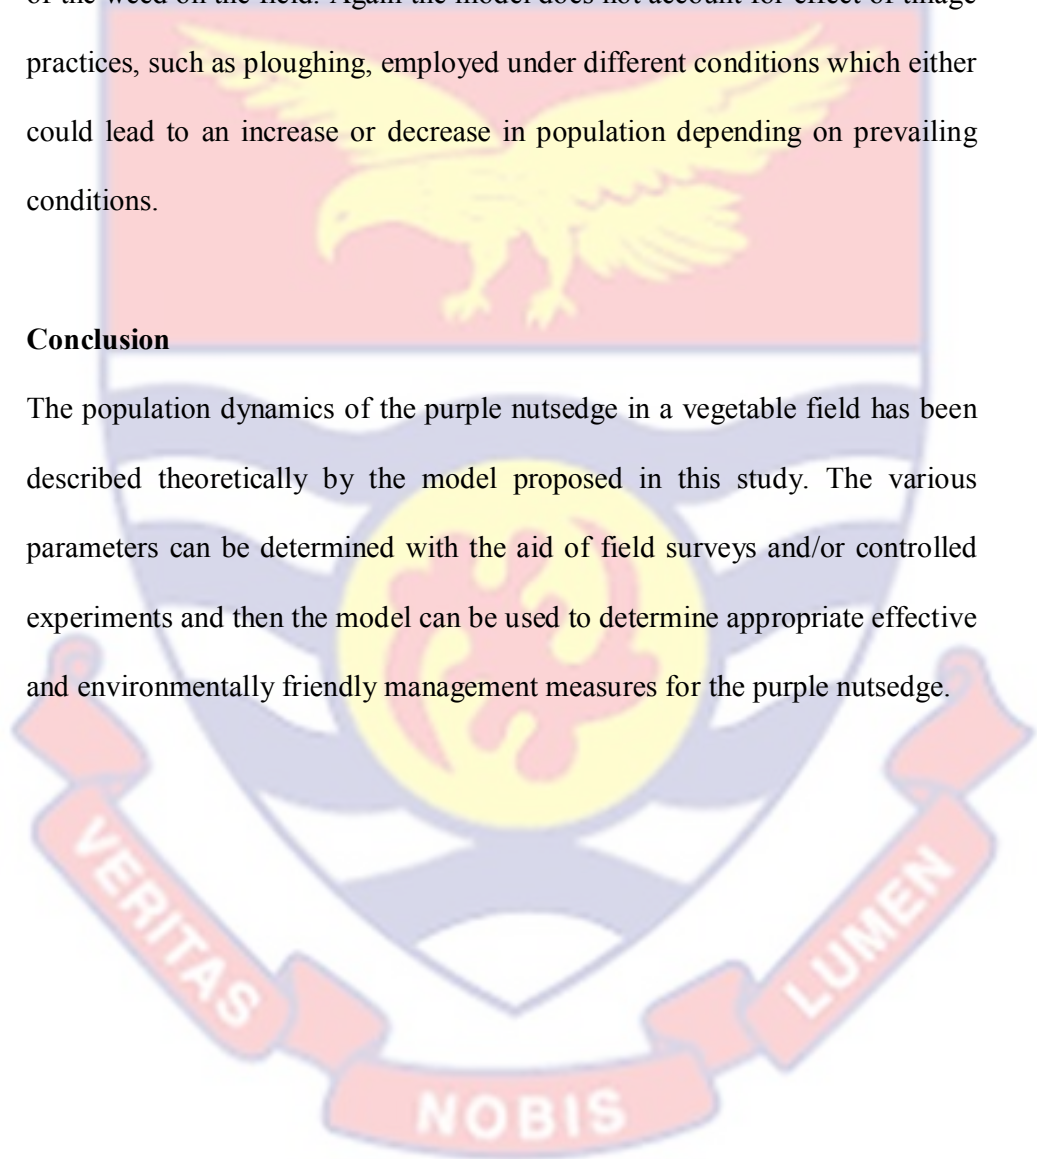 of the weed on the field. Again the model does not account for effect of tillage
practices, such as ploughing, employed under different conditions which either
could lead to an increase or decrease in population depending on prevailing
conditions.
Conclusion
The population dynamics of the purple nutsedge in a vegetable field has been
described theoretically by the model proposed in this study. The various
parameters can be determined with the aid of field surveys and/or controlled
experiments and then the model can be used to determine appropriate effective
and environmentally friendly management measures for the purple nutsedge.
VERITAS
NOBIS
LUMEN